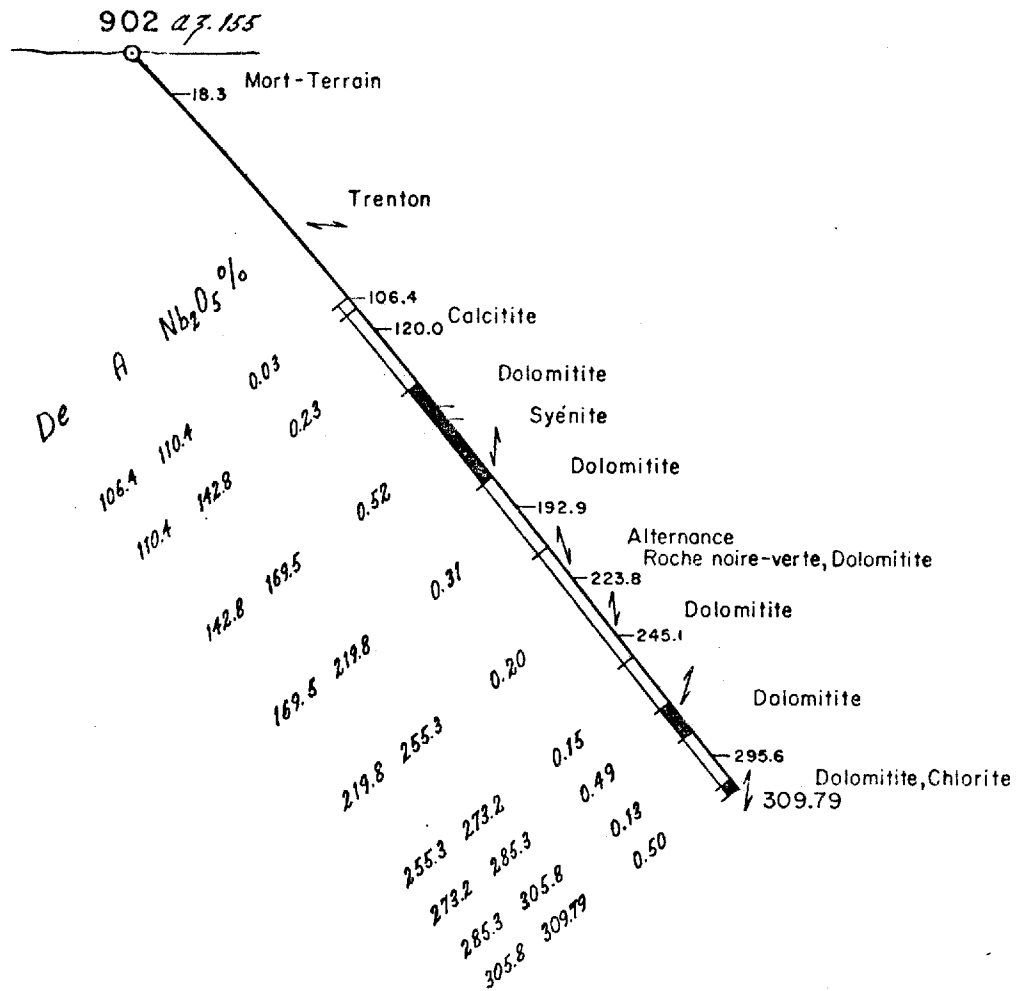 902 az.155
Mort-Terrain
18.3
Trenton
106.4
Calcitite
120.0
Dolomitite
Syénite
Dolomitite
192.9
Alternance
Roche noire-verte, Dolomitite
223.8
Dolomitite
245.1
Dolomitite
295.6
Dolomitite, Chlorite
309.79
De A Nb₂O₅ %
106.4 110.4 0.03
110.4 142.8 0.23
142.8 169.5 0.52
169.5 219.8 0.31
219.8 255.3 0.20
255.3 273.2 0.15
273.2 285.3 0.49
285.3 305.8 0.13
305.8 309.79 0.50